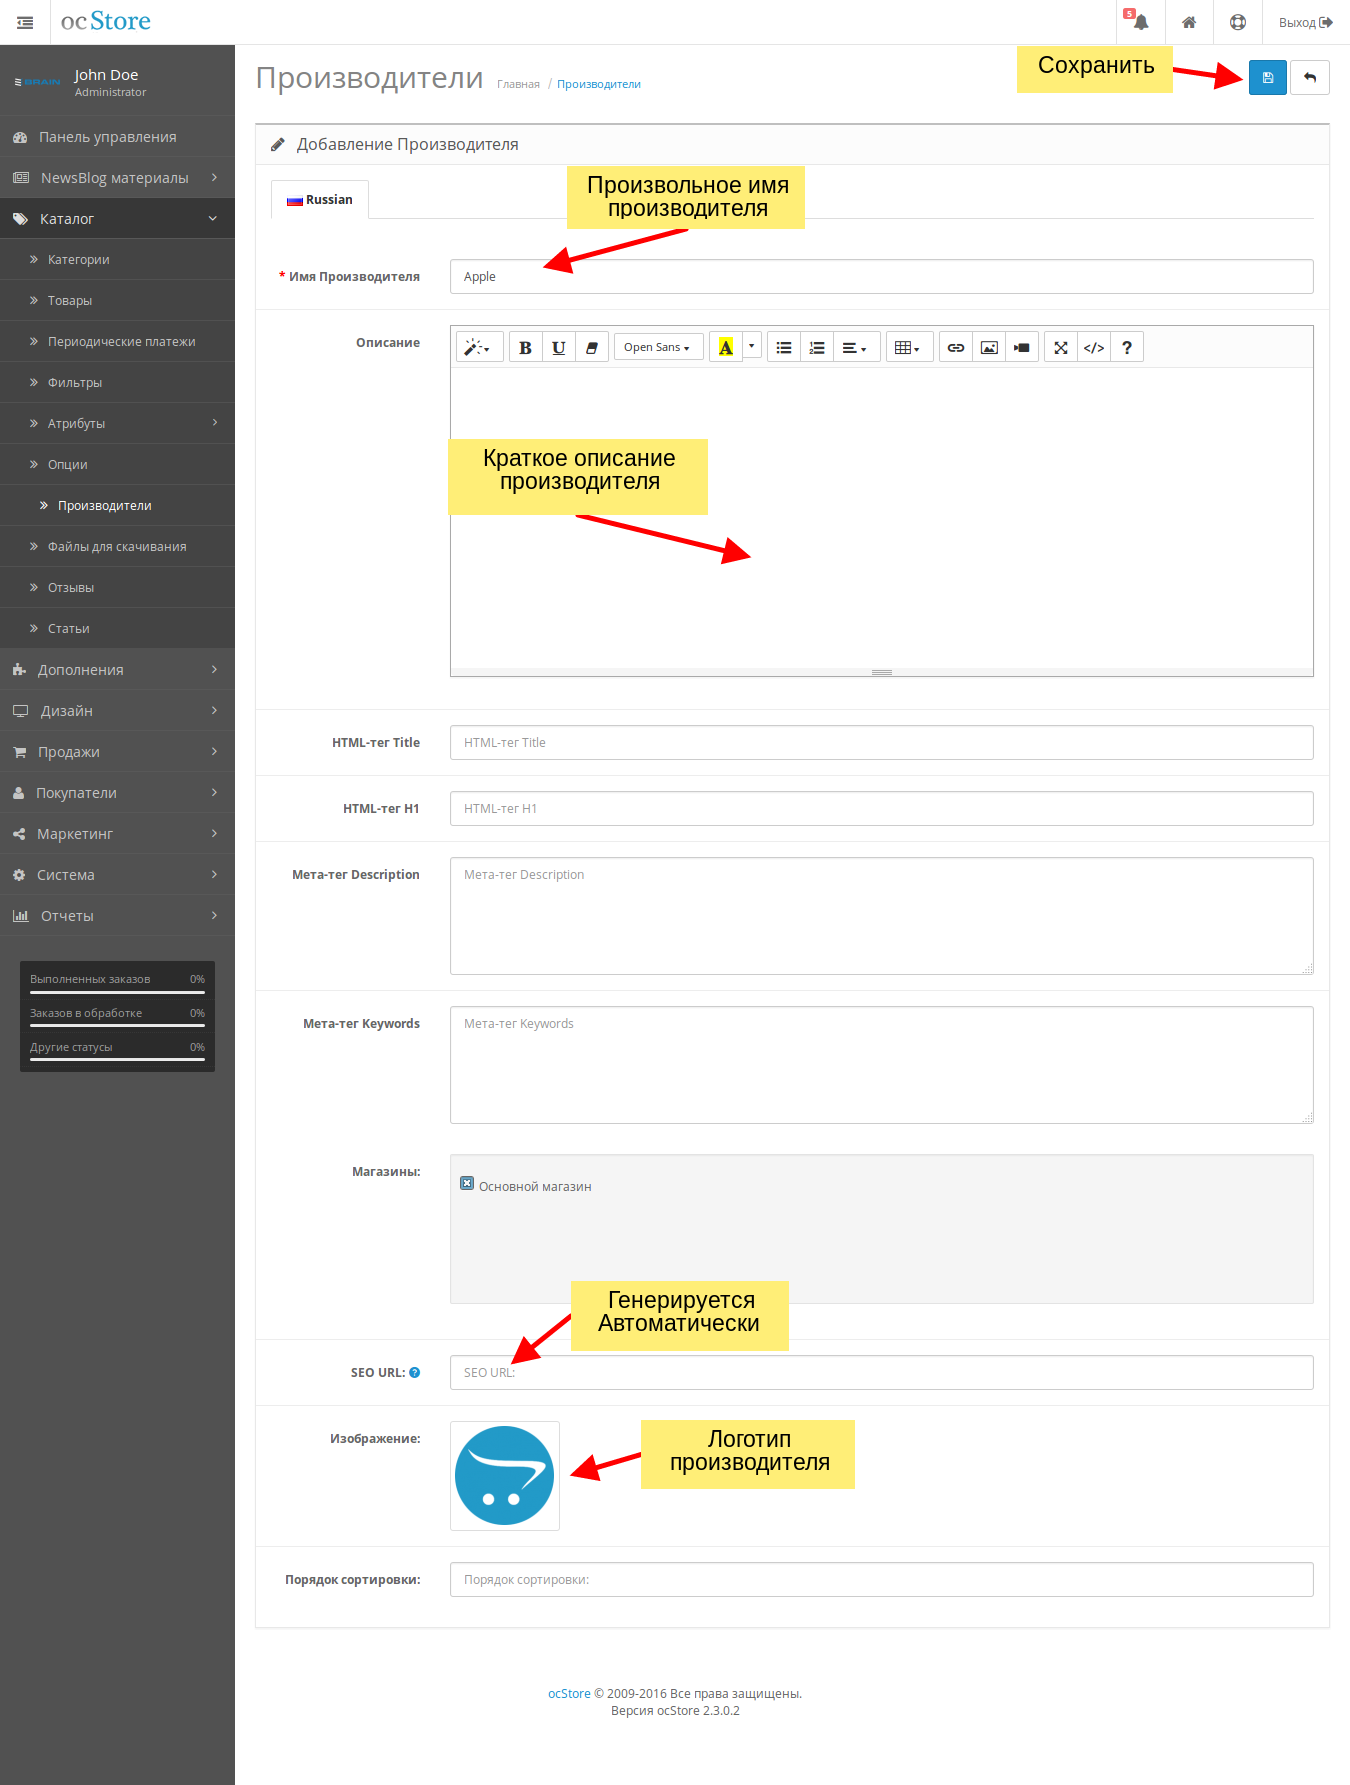 ocStore
5
Выход
John Doe
Administrator
Панель управления
NewsBlog материалы
Каталог
Категории
Товары
Периодические платежи
Фильтры
Атрибуты
Опции
Производители
Файлы для скачивания
Отзывы
Статьи
Дополнения
Дизайн
Продажи
Покупатели
Маркетинг
Система
Отчеты
Выполненных заказов 0%
Заказов в обработке 0%
Другие статусы 0%
Производители
Главная / Производители
Сохранить
Добавление Производителя
Russian
Произвольное имя
производителя
* Имя Производителя
Apple
Описание
B U Open Sans A </> ?
Краткое описание
производителя
HTML-тег Title
HTML-тег Title
HTML-тег H1
HTML-тег H1
Мета-тег Description
Мета-тег Description
Мета-тег Keywords
Мета-тег Keywords
Магазины:
Основной магазин
Генерируется
Автоматически
SEO URL: ?
SEO URL:
Изображение:
Логотип
производителя
Порядок сортировки:
Порядок сортировки:
ocStore © 2009-2016 Все права защищены.
Версия ocStore 2.3.0.2